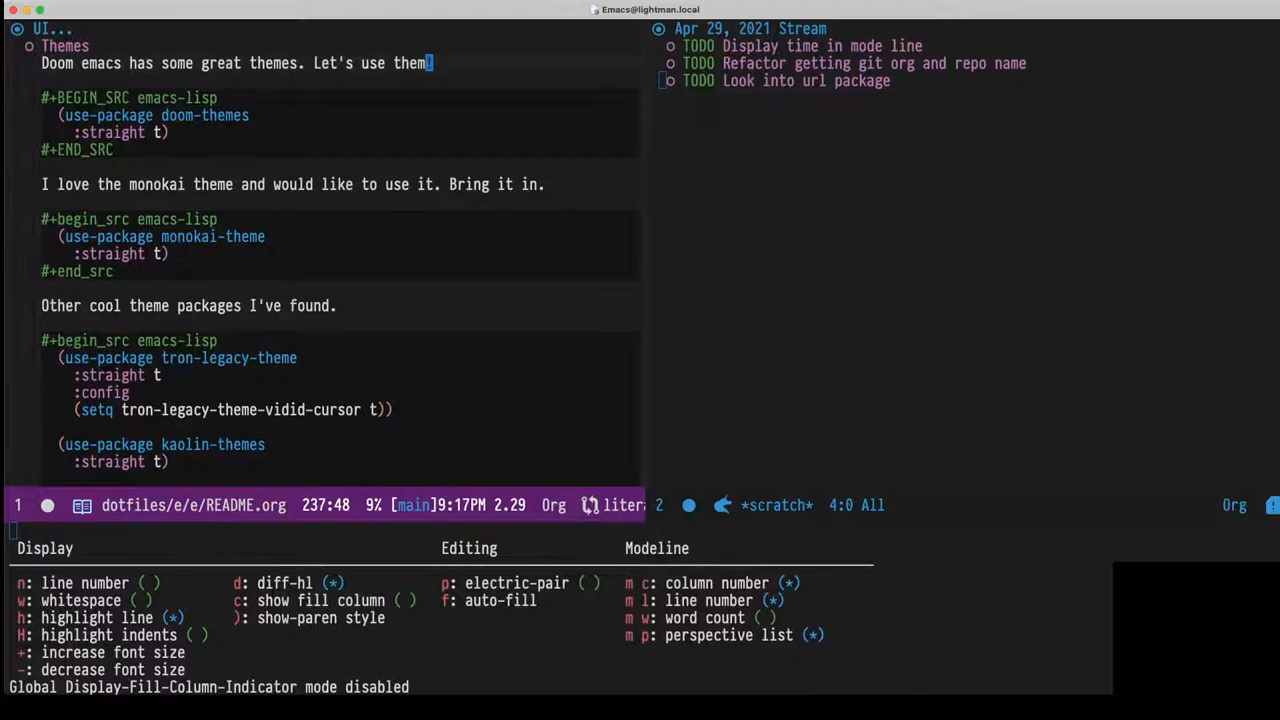 Emacs@lightman.local
UI...
Themes
Doom emacs has some great themes. Let's use them!
#+BEGIN_SRC emacs-lisp
(use-package doom-themes
:straight t)
#+END_SRC
I love the monokai theme and would like to use it. Bring it in.
#+begin_src emacs-lisp
(use-package monokai-theme
:straight t)
#+end_src
Other cool theme packages I've found.
#+begin_src emacs-lisp
(use-package tron-legacy-theme
:straight t
:config
(setq tron-legacy-theme-vidid-cursor t))
(use-package kaolin-themes
:straight t)
1 dotfiles/e/e/README.org 237:48 9% [main]9:17PM 2.29 Org litera
Apr 29, 2021 Stream
TODO Display time in mode line
TODO Refactor getting git org and repo name
TODO Look into url package
2 *scratch* 4:0 All Org
Display Editing Modeline
n: line number ( ) d: diff-hl (*) p: electric-pair ( ) m c: column number (*)
w: whitespace ( ) c: show fill column ( ) f: auto-fill m l: line number (*)
h: highlight line (*) ): show-paren style m w: word count ( )
H: highlight indents ( ) m p: perspective list (*)
+: increase font size
-: decrease font size
Global Display-Fill-Column-Indicator mode disabled